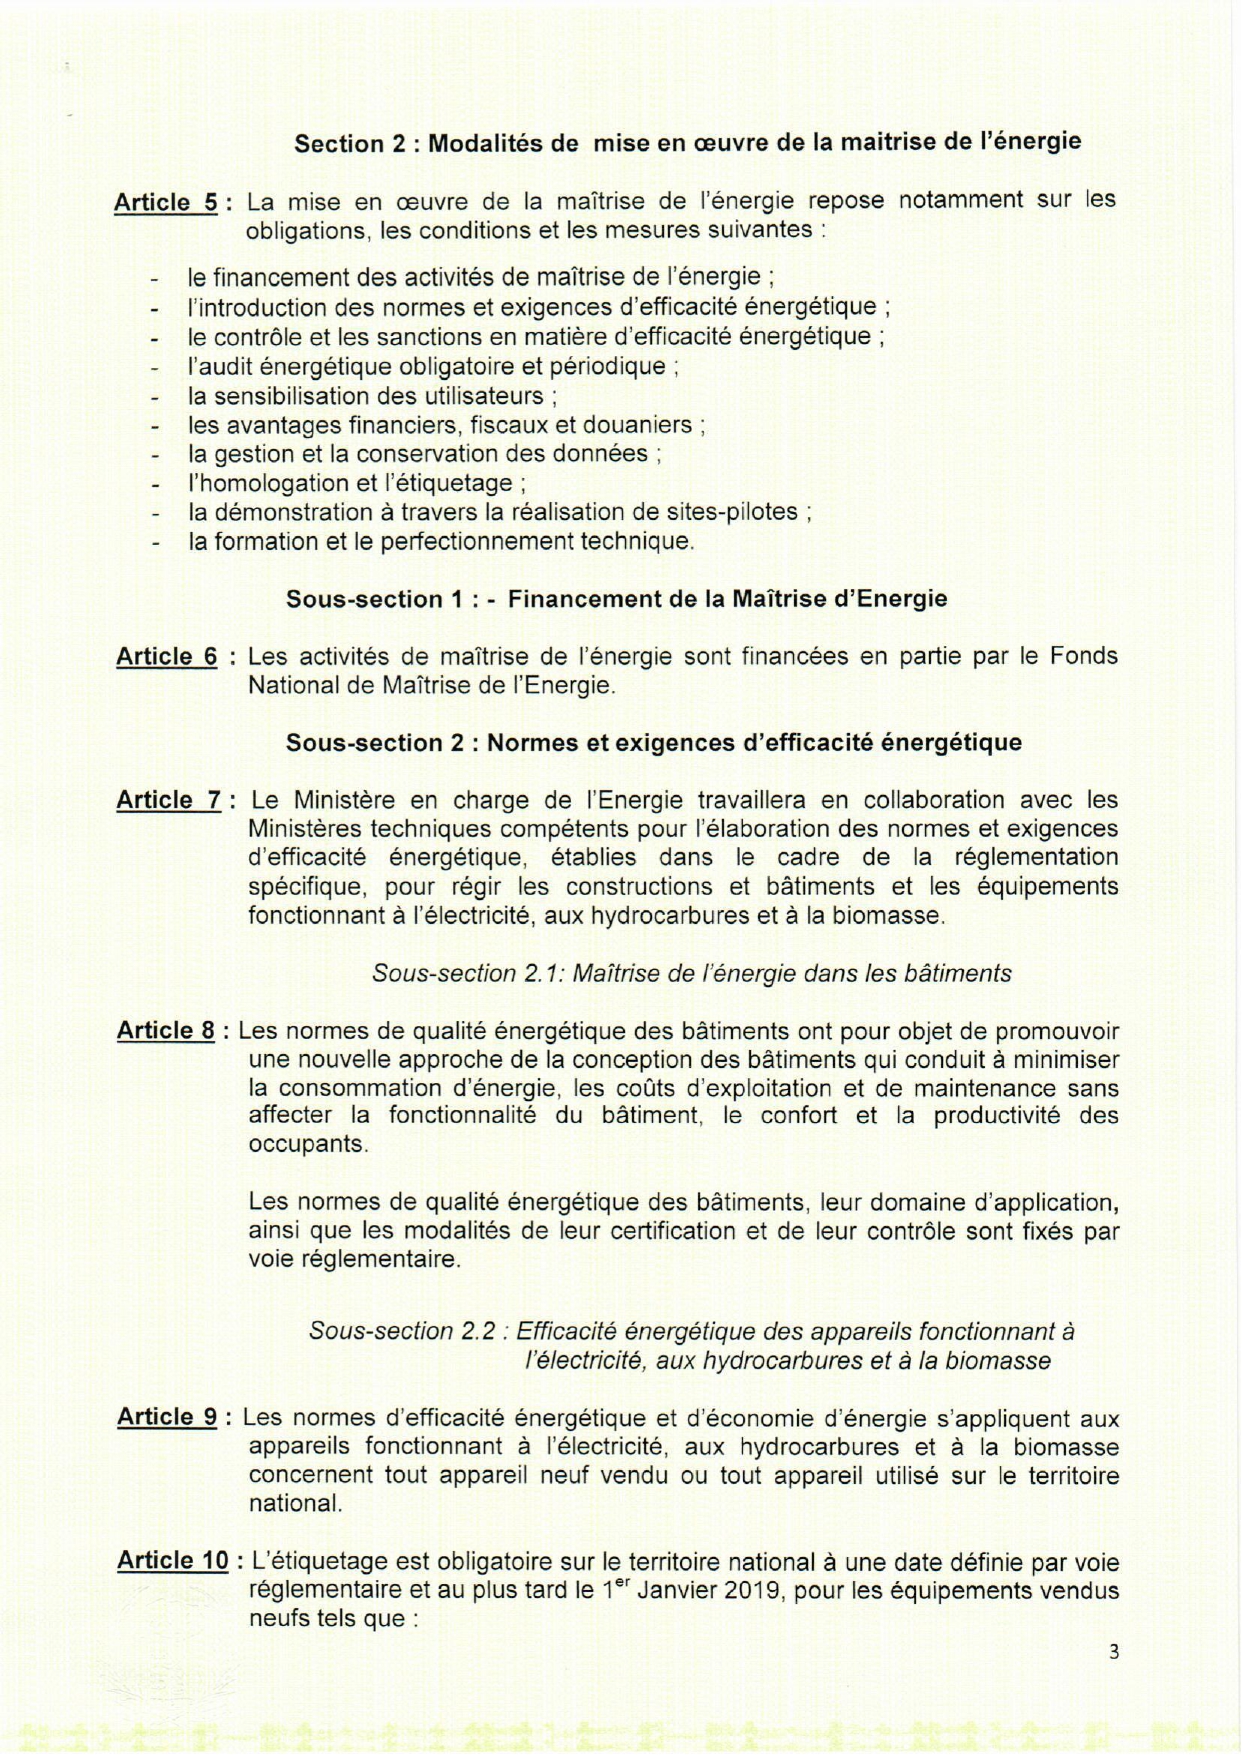 Section 2 : Modalités de mise en œuvre de la maitrise de l'énergie
Article 5 : La mise en œuvre de la maîtrise de l'énergie repose notamment sur les
obligations, les conditions et les mesures suivantes :
- le financement des activités de maîtrise de l'énergie ;
- l'introduction des normes et exigences d'efficacité énergétique ;
- le contrôle et les sanctions en matière d'efficacité énergétique ;
- l'audit énergétique obligatoire et périodique ;
- la sensibilisation des utilisateurs ;
- les avantages financiers, fiscaux et douaniers ;
- la gestion et la conservation des données ;
- l'homologation et l'étiquetage ;
- la démonstration à travers la réalisation de sites-pilotes ;
- la formation et le perfectionnement technique.
Sous-section 1 : - Financement de la Maîtrise d'Energie
Article 6 : Les activités de maîtrise de l'énergie sont financées en partie par le Fonds
National de Maîtrise de l'Energie.
Sous-section 2 : Normes et exigences d'efficacité énergétique
Article 7 : Le Ministère en charge de l'Energie travaillera en collaboration avec les
Ministères techniques compétents pour l'élaboration des normes et exigences
d'efficacité énergétique, établies dans le cadre de la réglementation
spécifique, pour régir les constructions et bâtiments et les équipements
fonctionnant à l'électricité, aux hydrocarbures et à la biomasse.
Sous-section 2.1: Maîtrise de l'énergie dans les bâtiments
Article 8 : Les normes de qualité énergétique des bâtiments ont pour objet de promouvoir
une nouvelle approche de la conception des bâtiments qui conduit à minimiser
la consommation d'énergie, les coûts d'exploitation et de maintenance sans
affecter la fonctionnalité du bâtiment, le confort et la productivité des
occupants.
Les normes de qualité énergétique des bâtiments, leur domaine d'application,
ainsi que les modalités de leur certification et de leur contrôle sont fixés par
voie réglementaire.
Sous-section 2.2 : Efficacité énergétique des appareils fonctionnant à
l'électricité, aux hydrocarbures et à la biomasse
Article 9 : Les normes d'efficacité énergétique et d'économie d'énergie s'appliquent aux
appareils fonctionnant à l'électricité, aux hydrocarbures et à la biomasse
concernent tout appareil neuf vendu ou tout appareil utilisé sur le territoire
national.
Article 10 : L'étiquetage est obligatoire sur le territoire national à une date définie par voie
réglementaire et au plus tard le 1er Janvier 2019, pour les équipements vendus
neufs tels que :
3